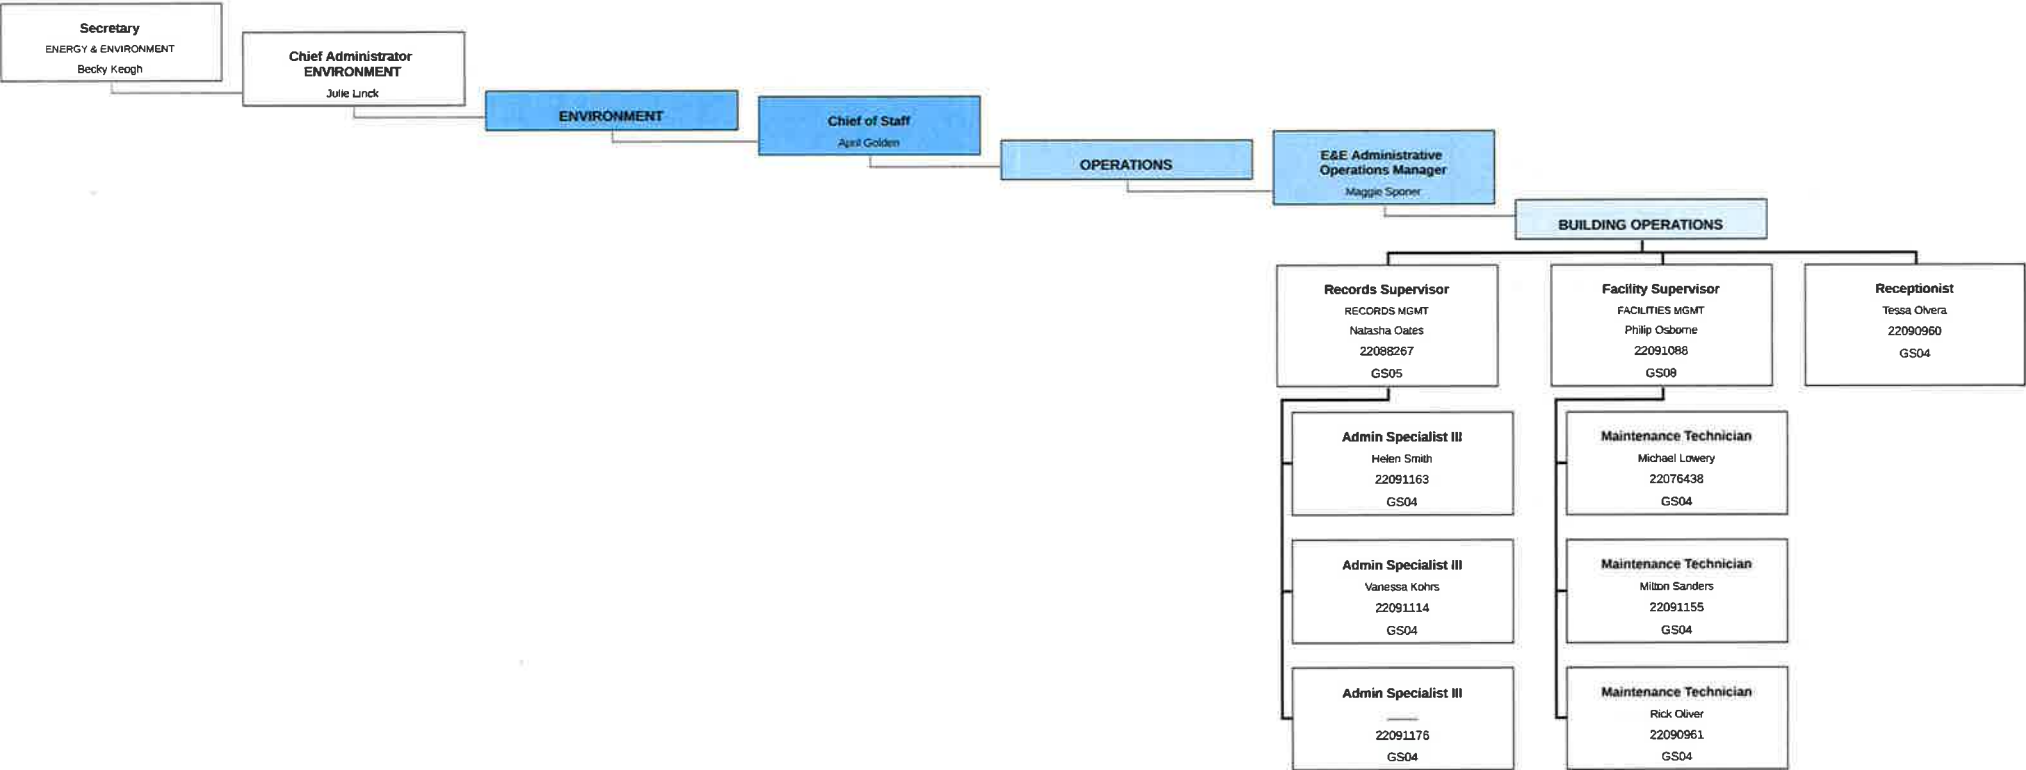 Secretary
ENERGY & ENVIRONMENT
Becky Keogh
Chief Administrator
ENVIRONMENT
Julie Linck
ENVIRONMENT
Chief of Staff
April Golden
OPERATIONS
E&E Administrative
Operations Manager
Maggie Sponer
BUILDING OPERATIONS
Records Supervisor
RECORDS MGMT
Natasha Oates
22088267
GS05
Facility Supervisor
FACILITIES MGMT
Philip Osborne
22091088
GS08
Receptionist
Tessa Olvera
22090960
GS04
Admin Specialist III
Helen Smith
22091163
GS04
Admin Specialist III
Vanessa Kohrs
22091114
GS04
Admin Specialist III
22091176
GS04
Maintenance Technician
Michael Lowery
22076438
GS04
Maintenance Technician
Milton Sanders
22091155
GS04
Maintenance Technician
Rick Oliver
22090961
GS04